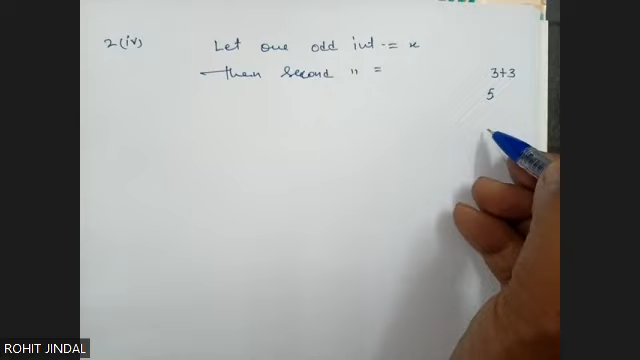 2(iv) Let one odd int. = x
then second " =
3+3
5
ROHIT JINDAL